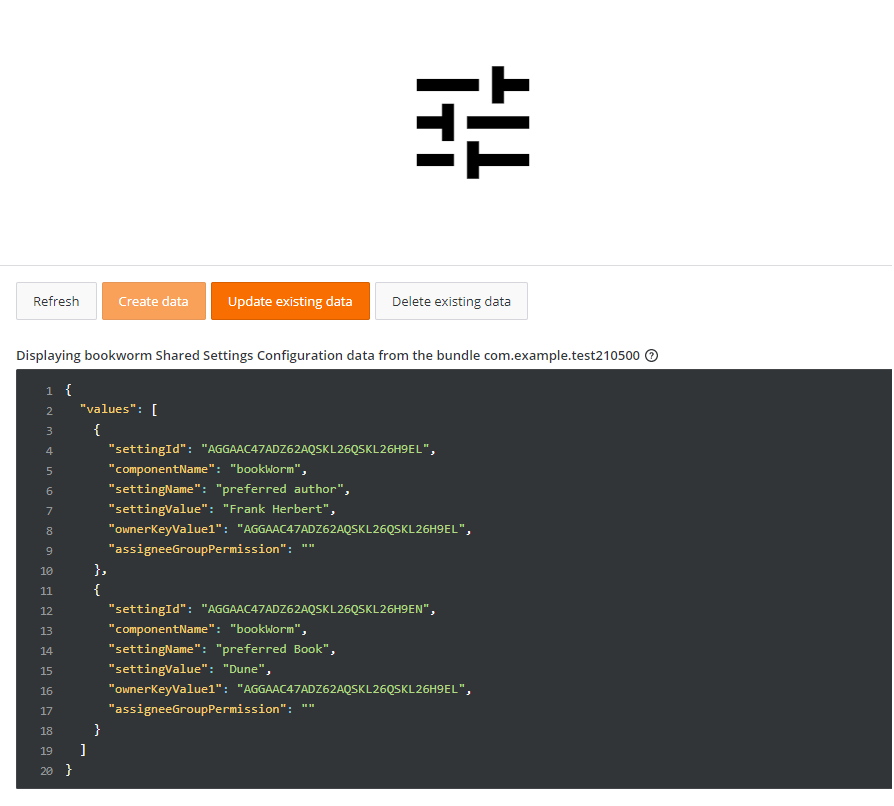 Refresh Create data Update existing data Delete existing data
Displaying bookworm Shared Settings Configuration data from the bundle com.example.test210500 ?
1 {
2 "values": [
3 {
4 "settingId": "AGGAAC47ADZ62AQSKL26QSKL26H9EL",
5 "componentName": "bookWorm",
6 "settingName": "preferred author",
7 "settingValue": "Frank Herbert",
8 "ownerKeyValue1": "AGGAAC47ADZ62AQSKL26QSKL26H9EL",
9 "assigneeGroupPermission": ""
10 },
11 {
12 "settingId": "AGGAAC47ADZ62AQSKL26QSKL26H9EN",
13 "componentName": "bookWorm",
14 "settingName": "preferred Book",
15 "settingValue": "Dune",
16 "ownerKeyValue1": "AGGAAC47ADZ62AQSKL26QSKL26H9EL",
17 "assigneeGroupPermission": ""
18 }
19 ]
20 }